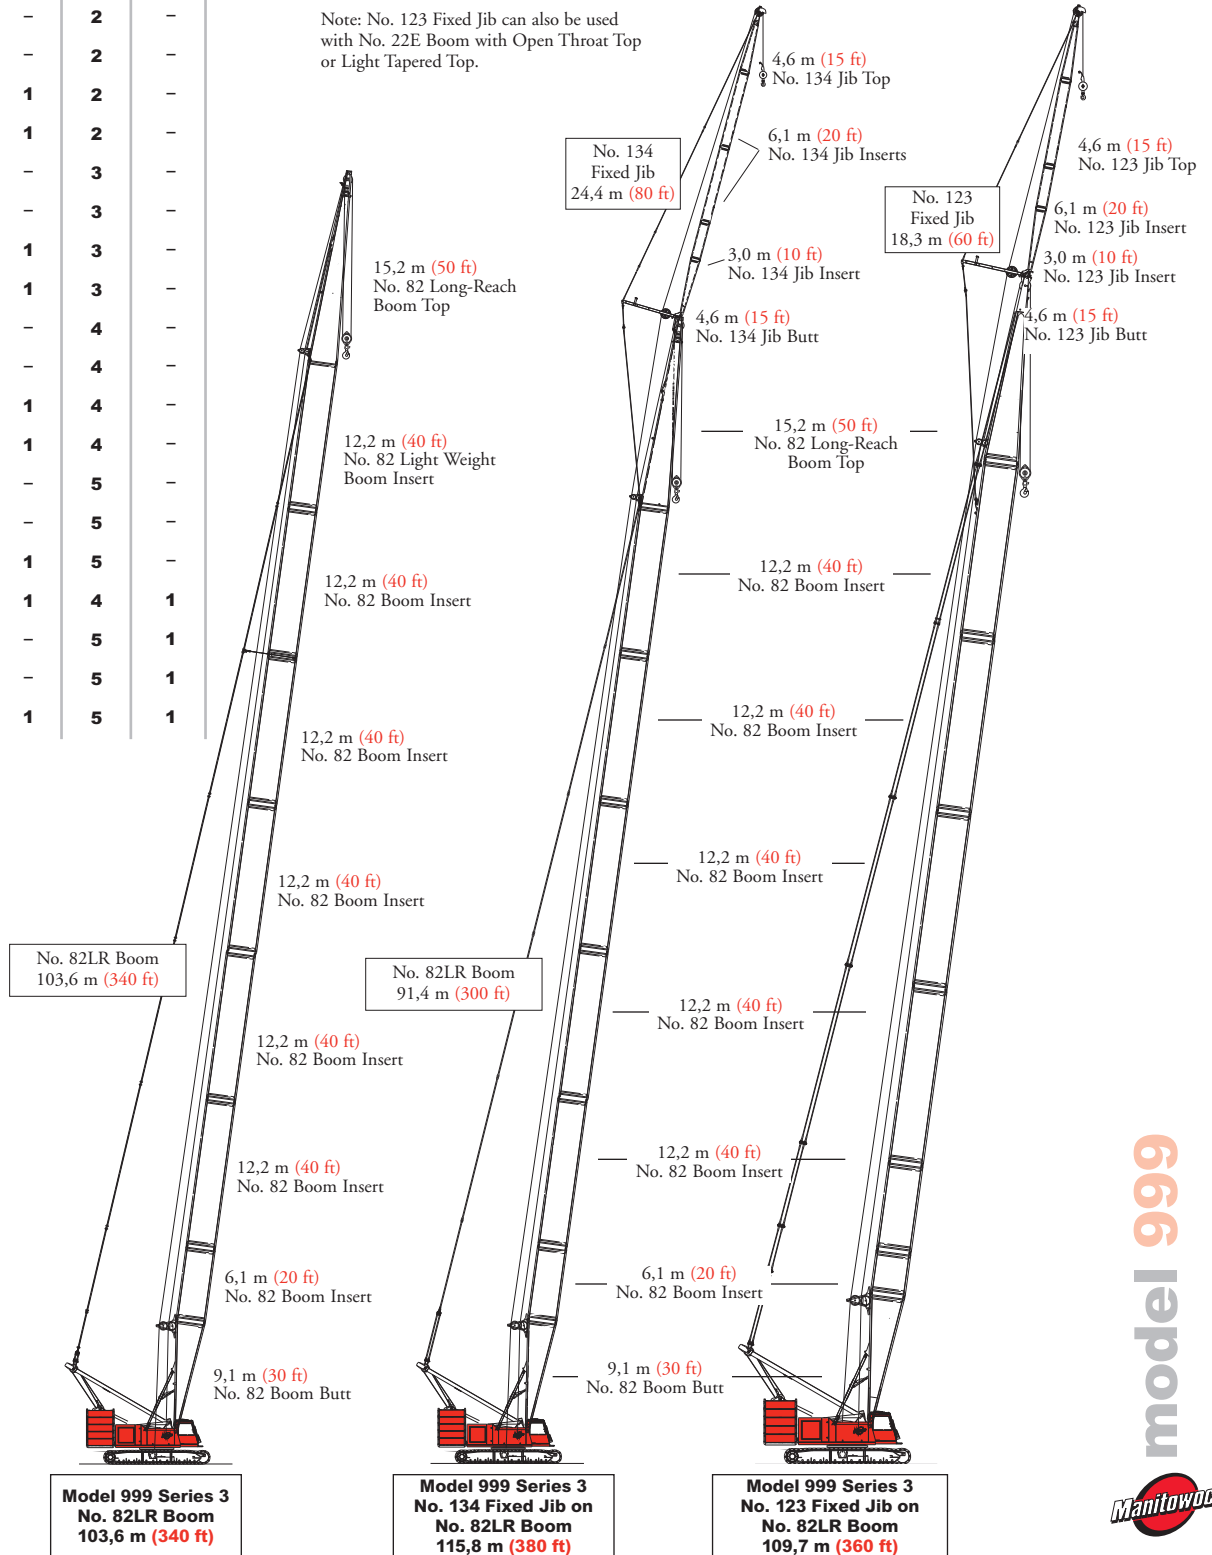 – 2 –
– 2 –
1 2 –
1 2 –
– 3 –
– 3 –
1 3 –
1 3 –
– 4 –
– 4 –
1 4 –
1 4 –
– 5 –
– 5 –
1 5 –
1 4 1
– 5 1
– 5 1
1 5 1
Note: No. 123 Fixed Jib can also be used
with No. 22E Boom with Open Throat Top
or Light Tapered Top.
15,2 m (50 ft)
No. 82 Long-Reach
Boom Top
12,2 m (40 ft)
No. 82 Light Weight
Boom Insert
12,2 m (40 ft)
No. 82 Boom Insert
12,2 m (40 ft)
No. 82 Boom Insert
12,2 m (40 ft)
No. 82 Boom Insert
No. 82LR Boom
103,6 m (340 ft)
12,2 m (40 ft)
No. 82 Boom Insert
12,2 m (40 ft)
No. 82 Boom Insert
6,1 m (20 ft)
No. 82 Boom Insert
9,1 m (30 ft)
No. 82 Boom Butt
Model 999 Series 3
No. 82LR Boom
103,6 m (340 ft)
4,6 m (15 ft)
No. 134 Jib Top
6,1 m (20 ft)
No. 134 Jib Inserts
No. 134
Fixed Jib
24,4 m (80 ft)
3,0 m (10 ft)
No. 134 Jib Insert
4,6 m (15 ft)
No. 134 Jib Butt
15,2 m (50 ft)
No. 82 Long-Reach
Boom Top
12,2 m (40 ft)
No. 82 Boom Insert
12,2 m (40 ft)
No. 82 Boom Insert
12,2 m (40 ft)
No. 82 Boom Insert
No. 82LR Boom
91,4 m (300 ft)
12,2 m (40 ft)
No. 82 Boom Insert
12,2 m (40 ft)
No. 82 Boom Insert
6,1 m (20 ft)
No. 82 Boom Insert
9,1 m (30 ft)
No. 82 Boom Butt
Model 999 Series 3
No. 134 Fixed Jib on
No. 82LR Boom
115,8 m (380 ft)
4,6 m (15 ft)
No. 123 Jib Top
No. 123
Fixed Jib
18,3 m (60 ft)
6,1 m (20 ft)
No. 123 Jib Insert
3,0 m (10 ft)
No. 123 Jib Insert
4,6 m (15 ft)
No. 123 Jib Butt
Model 999 Series 3
No. 123 Fixed Jib on
No. 82LR Boom
109,7 m (360 ft)
model 999
Manitowoc